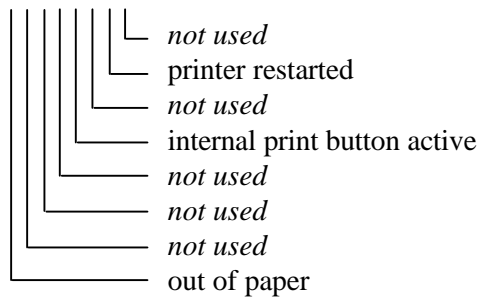 not used
printer restarted
not used
internal print button active
not used
not used
not used
out of paper